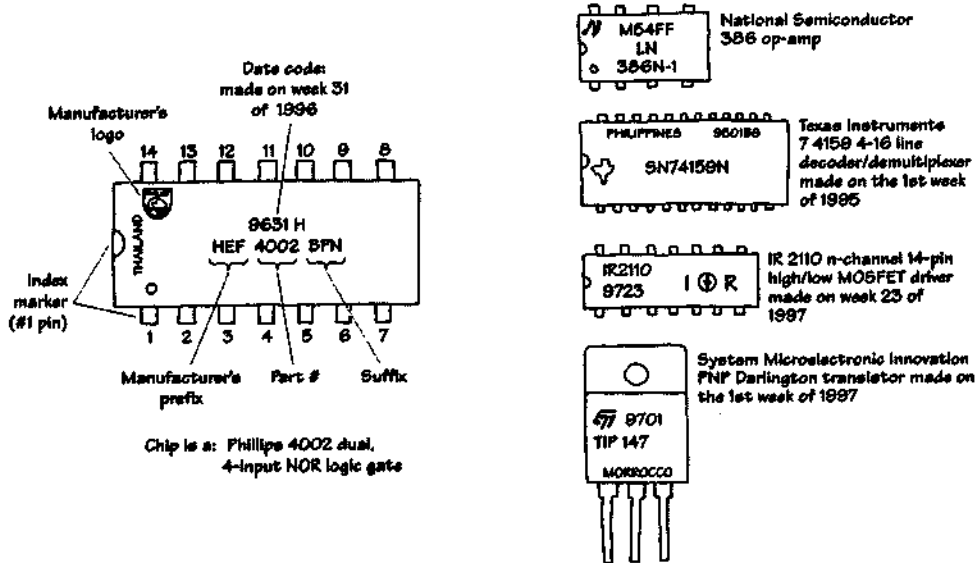 Date code:
made on week 31
of 1996
Manufacturer's
logo
14 13 12 11 10 9 8
THAILAND
9631 H
HEF 4002 BPN
Index
marker
(#1 pin)
1 2 3 4 5 6 7
Manufacturer's
prefix
Part #
Suffix
Chip is a: Phillips 4002 dual,
4-input NOR logic gate
M54FF
LN
386N-1
National Semiconductor
386 op-amp
PHILIPPINES
SN74159N
Texas Instruments
7 4159 4-16 line
decoder/demultiplexer
made on the 1st week
of 1995
IR2110
9723
I R
IR 2110 n-channel 14-pin
high/low MOSFET driver
made on week 23 of
1997
9701
TIP 147
MORROCCO
System Microelectronic Innovation
PNP Darlington transistor made on
the 1st week of 1997